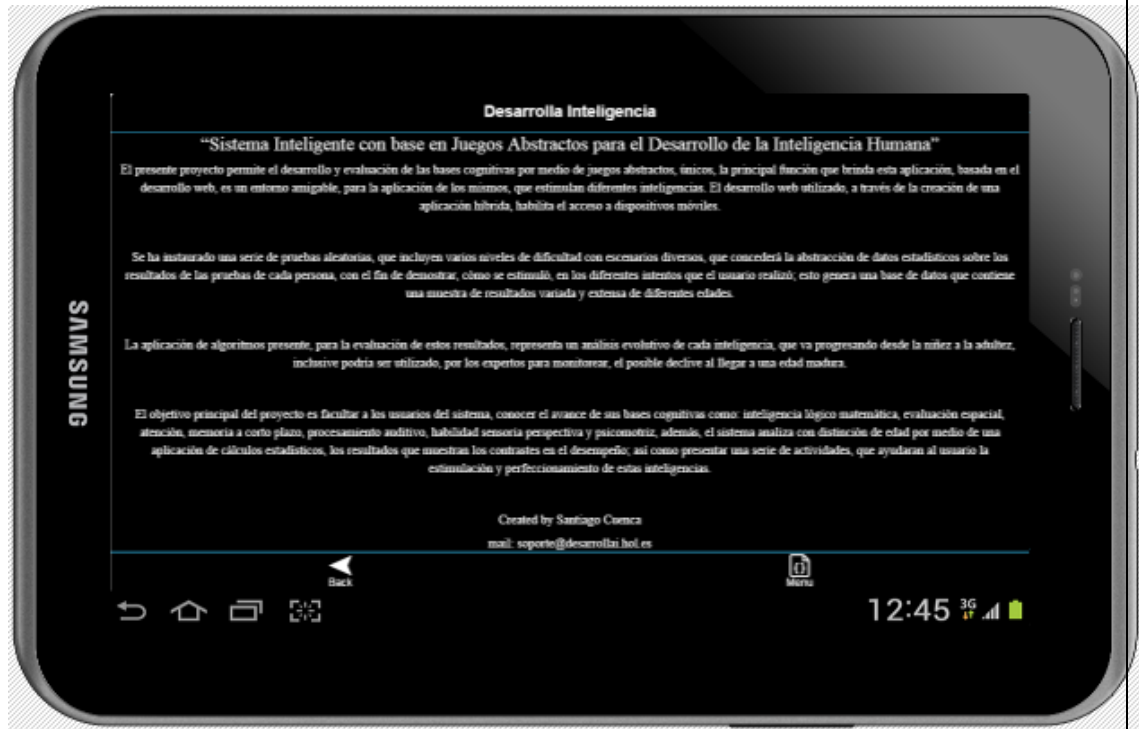 Desarrolla Inteligencia
“Sistema Inteligente con base en Juegos Abstractos para el Desarrollo de la Inteligencia Humana”
El presente proyecto permite el desarrollo y evaluación de las bases cognitivas por medio de juegos abstractos, únicos, la principal función que brinda esta aplicación, basada en el
desarrollo web, es un entorno amigable, para la aplicación de los mismos, que estimulan diferentes inteligencias. El desarrollo web utilizado, a través de la creación de una
aplicación híbrida, habilita el acceso a dispositivos móviles.
Se ha instaurado una serie de pruebas aleatorias, que incluyen varios niveles de dificultad con escenarios diversos, que concederá la abstracción de datos estadísticos sobre los
resultados de las pruebas de cada persona, con el fin de demostrar, cómo se estimuló, en los diferentes intentos que el usuario realizó; esto genera una base de datos que contiene
una muestra de resultados variada y extensa de diferentes edades.
La aplicación de algoritmos presente, para la evaluación de estos resultados, representa un análisis evolutivo de cada inteligencia, que va progresando desde la niñez a la adultez,
inclusive podría ser utilizado, por los expertos para monitorear, el posible declive al llegar a una edad madura.
El objetivo principal del proyecto es facultar a los usuarios del sistema, conocer el avance de sus bases cognitivas como: inteligencia lógico matemática, evaluación espacial,
atención, memoria a corto plazo, procesamiento auditivo, habilidad sensoria perspectiva y psicomotriz, además, el sistema analiza con distinción de edad por medio de una
aplicación de cálculos estadísticos, los resultados que muestran los contrastes en el desempeño; así como presentar una serie de actividades, que ayudaran al usuario la
estimulación y perfeccionamiento de estas inteligencias.
Created by Santiago Cuenca
mail: soporte@desarrollai.hol.es
Back
Menu
12:45 3G
SAMSUNG